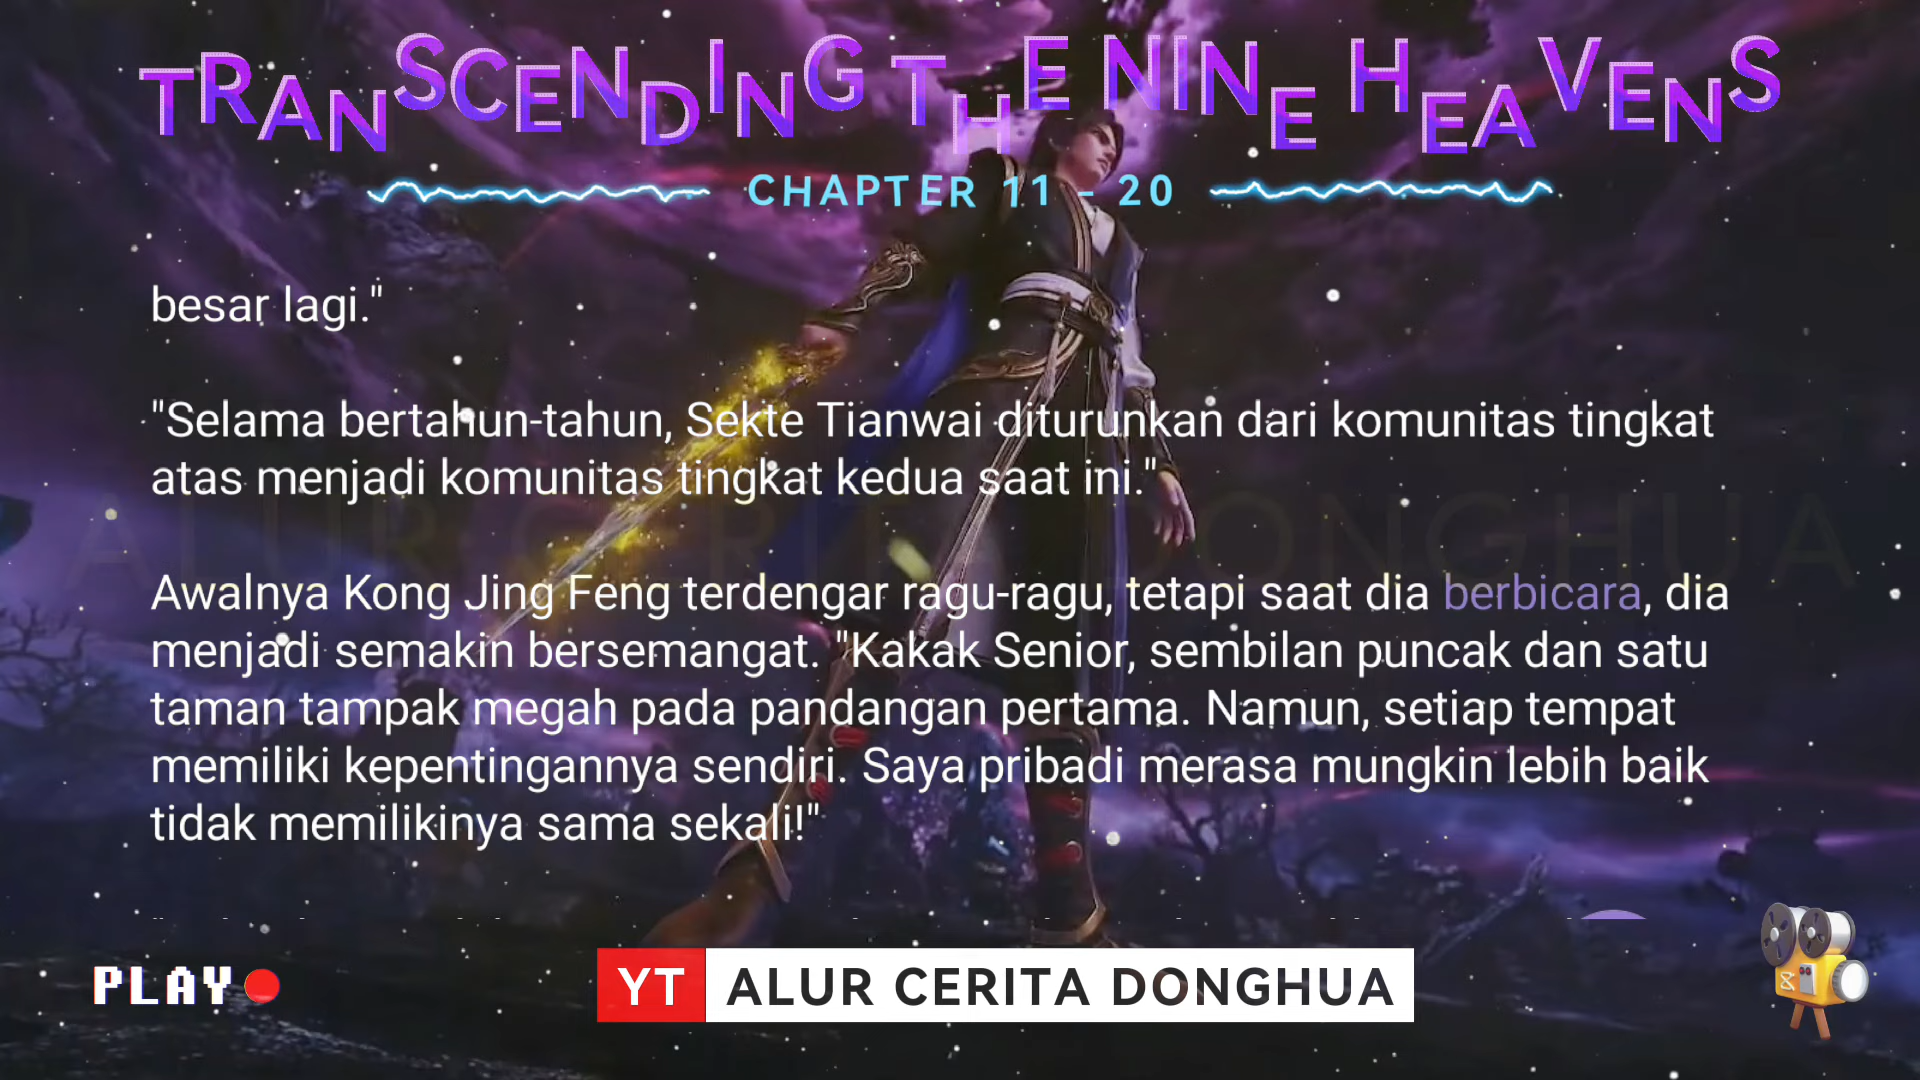 TRANSCENDING THE NINE HEAVENS
CHAPTER 11 - 20
besar lagi."
"Selama bertahun-tahun, Sekte Tianwai diturunkan dari komunitas tingkat
atas menjadi komunitas tingkat kedua saat ini."
ALUR CERITA DONGHUA
Awalnya Kong Jing Feng terdengar ragu-ragu, tetapi saat dia berbicara, dia
menjadi semakin bersemangat. "Kakak Senior, sembilan puncak dan satu
taman tampak megah pada pandangan pertama. Namun, setiap tempat
memiliki kepentingannya sendiri. Saya pribadi merasa mungkin lebih baik
tidak memilikinya sama sekali!"
PLAY
YT ALUR CERITA DONGHUA